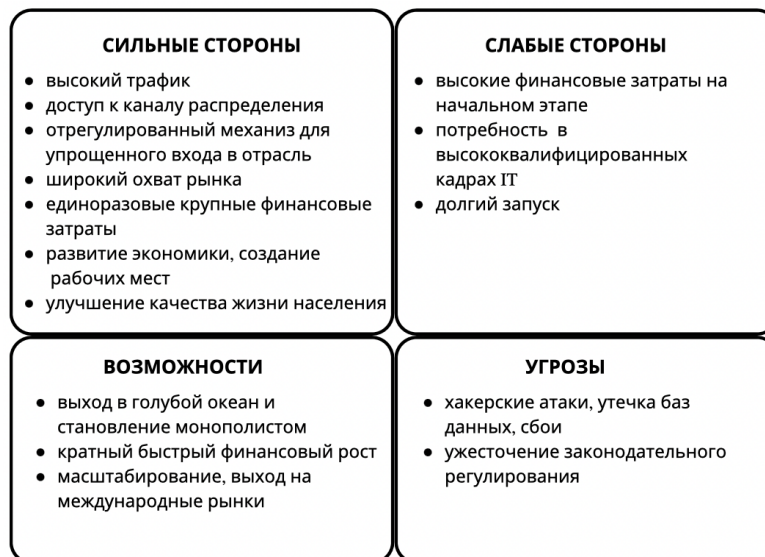 СИЛЬНЫЕ СТОРОНЫ
● высокий трафик
● доступ к каналу распределения
● отрегулированный механиз для
упрощенного входа в отрасль
● широкий охват рынка
● единоразовые крупные финансовые
затраты
● развитие экономики, создание
рабочих мест
● улучшение качества жизни населения
СЛАБЫЕ СТОРОНЫ
● высокие финансовые затраты на
начальном этапе
● потребность в
высококвалифицированных
кадрах IT
● долгий запуск
ВОЗМОЖНОСТИ
● выход в голубой океан и
становление монополистом
● кратный быстрый финансовый рост
● масштабирование, выход на
международные рынки
УГРОЗЫ
● хакерские атаки, утечка баз
данных, сбои
● ужесточение законодательного
регулирования